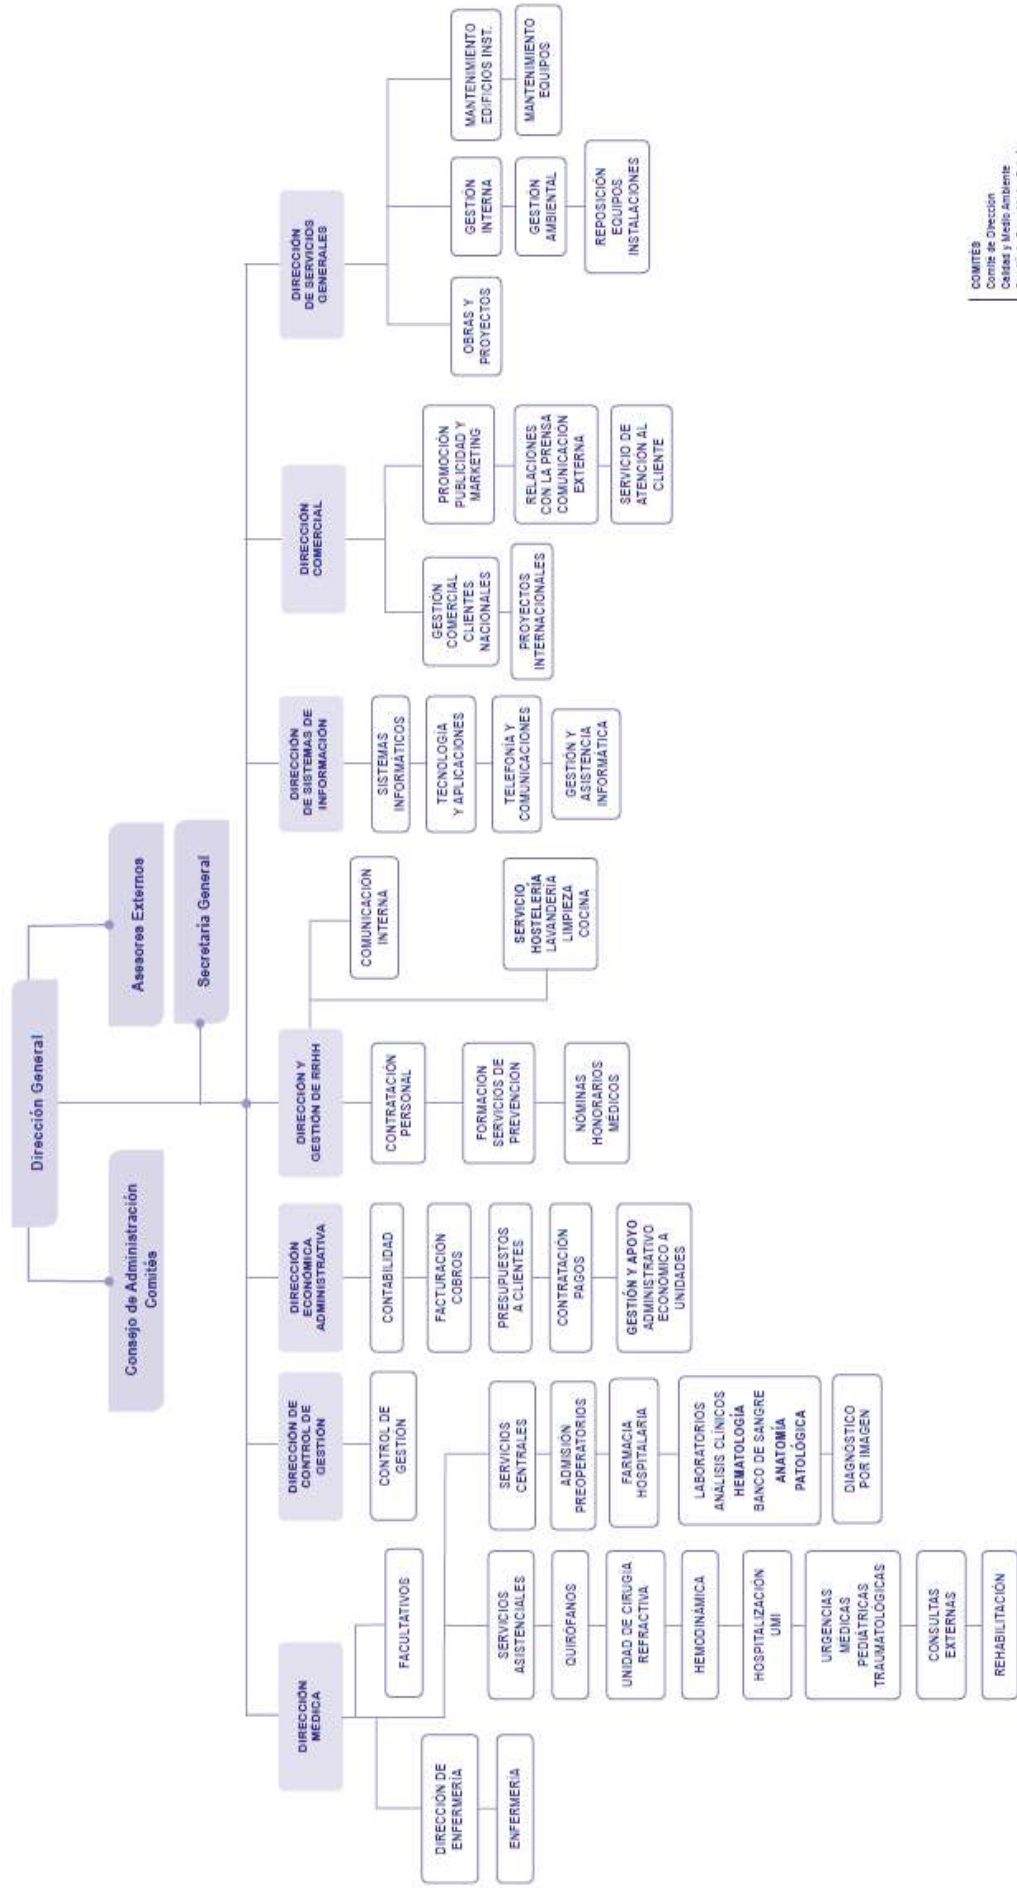 Dirección General
Consejo de Administración
Comités
Asesores Externos
Secretaria General
DIRECCIÓN
MÉDICA
FACULTATIVOS
DIRECCIÓN DE
ENFERMERÍA
ENFERMERÍA
SERVICIOS
ASISTENCIALES
QUIRÓFANOS
UNIDAD DE CIRUGÍA
REFRACTIVA
HEMODINÁMICA
HOSPITALIZACIÓN
UMI
URGENCIAS
MÉDICAS
PEDIÁTRICAS
TRAUMATOLÓGICAS
CONSULTAS
EXTERNAS
REHABILITACIÓN
SERVICIOS
CENTRALES
ADMISIÓN
PREOPERATORIOS
FARMACIA
HOSPITALARIA
LABORATORIOS
ANÁLISIS CLÍNICOS
HEMATOLOGÍA
BANCO DE SANGRE
ANATOMÍA
PATOLÓGICA
DIAGNÓSTICO
POR IMAGEN
DIRECCIÓN DE
CONTROL DE
GESTIÓN
CONTROL DE
GESTIÓN
DIRECCIÓN
ECONÓMICA
ADMINISTRATIVA
CONTABILIDAD
FACTURACIÓN
COBROS
PRESUPUESTOS
A CLIENTES
CONTRATACIÓN
PAGOS
GESTIÓN Y APOYO
ADMINISTRATIVO
ECONÓMICO A
UNIDADES
DIRECCIÓN Y
GESTIÓN DE RRHH
CONTRATACIÓN
PERSONAL
FORMACIÓN
SERVICIOS DE
PREVENCIÓN
NÓMINAS
HONORARIOS
MÉDICOS
COMUNICACIÓN
INTERNA
SERVICIO
HOSTELERÍA
LAVANDERÍA
LIMPIEZA
COCINA
DIRECCIÓN
DE SISTEMAS DE
INFORMACIÓN
SISTEMAS
INFORMÁTICOS
TECNOLOGÍA
Y APLICACIONES
TELEFONÍA Y
COMUNICACIONES
GESTIÓN Y
ASISTENCIA
INFORMÁTICA
DIRECCIÓN
COMERCIAL
GESTIÓN
COMERCIAL
CLIENTES
NACIONALES
PROYECTOS
INTERNACIONALES
PROMOCIÓN
PUBLICIDAD Y
MARKETING
RELACIONES
CON LA PRENSA
COMUNICACIÓN
EXTERNA
SERVICIO DE
ATENCIÓN AL
CLIENTE
DIRECCIÓN
DE SERVICIOS
GENERALES
OBRAS Y
PROYECTOS
GESTIÓN
INTERNA
GESTIÓN
AMBIENTAL
REPOSICIÓN
EQUIPOS
INSTALACIONES
MANTENIMIENTO
EDIFICIOS INST.
MANTENIMIENTO
EQUIPOS
COMITÉS
Comité de Dirección
Calidad y Medio Ambiente